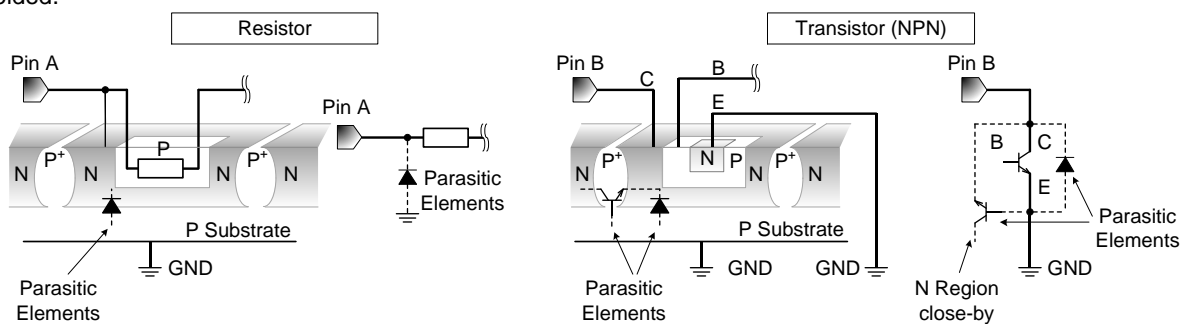 Resistor
Transistor (NPN)
Pin A
Pin B
C
B
E
Pin B
Pin A
N
P+
N
P
P+
N
N
P+
N
P
N
P+
N
B
C
E
Parasitic
Elements
P Substrate
GND
Parasitic
Elements
P Substrate
GND
GND
Parasitic
Elements
Parasitic
Elements
GND
N Region
close-by